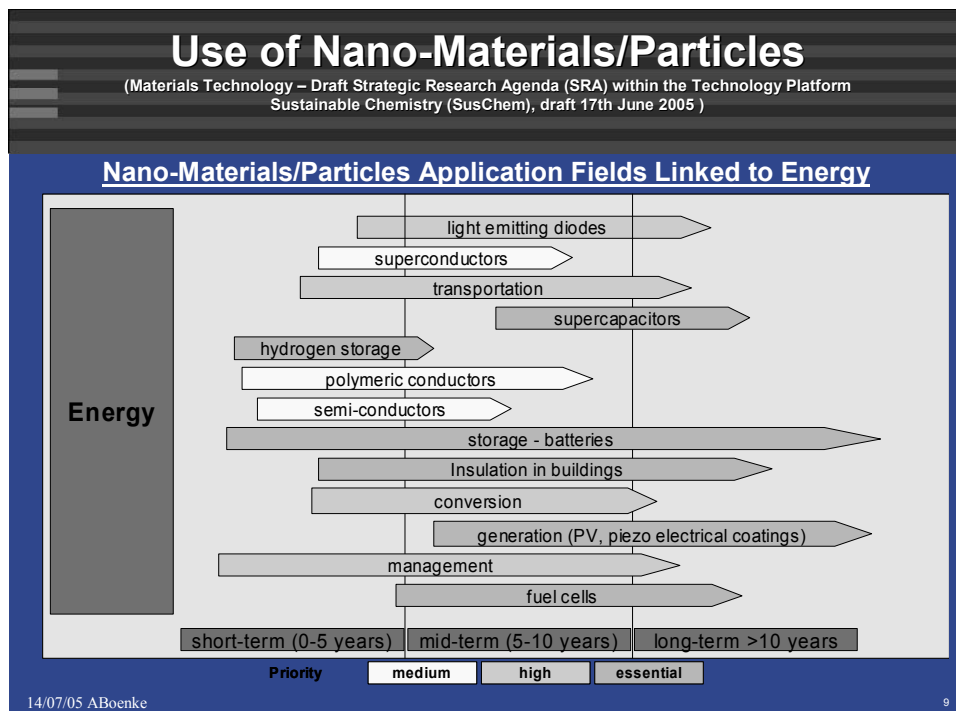 Use of Nano-Materials/Particles
(Materials Technology – Draft Strategic Research Agenda (SRA) within the Technology Platform
Sustainable Chemistry (SusChem), draft 17th June 2005 )
Nano-Materials/Particles Application Fields Linked to Energy
light emitting diodes
superconductors
transportation
supercapacitors
hydrogen storage
polymeric conductors
Energy
semi-conductors
storage - batteries
Insulation in buildings
conversion
generation (PV, piezo electrical coatings)
management
fuel cells
short-term (0-5 years) mid-term (5-10 years) long-term >10 years
Priority medium high essential
14/07/05 ABoenke 9